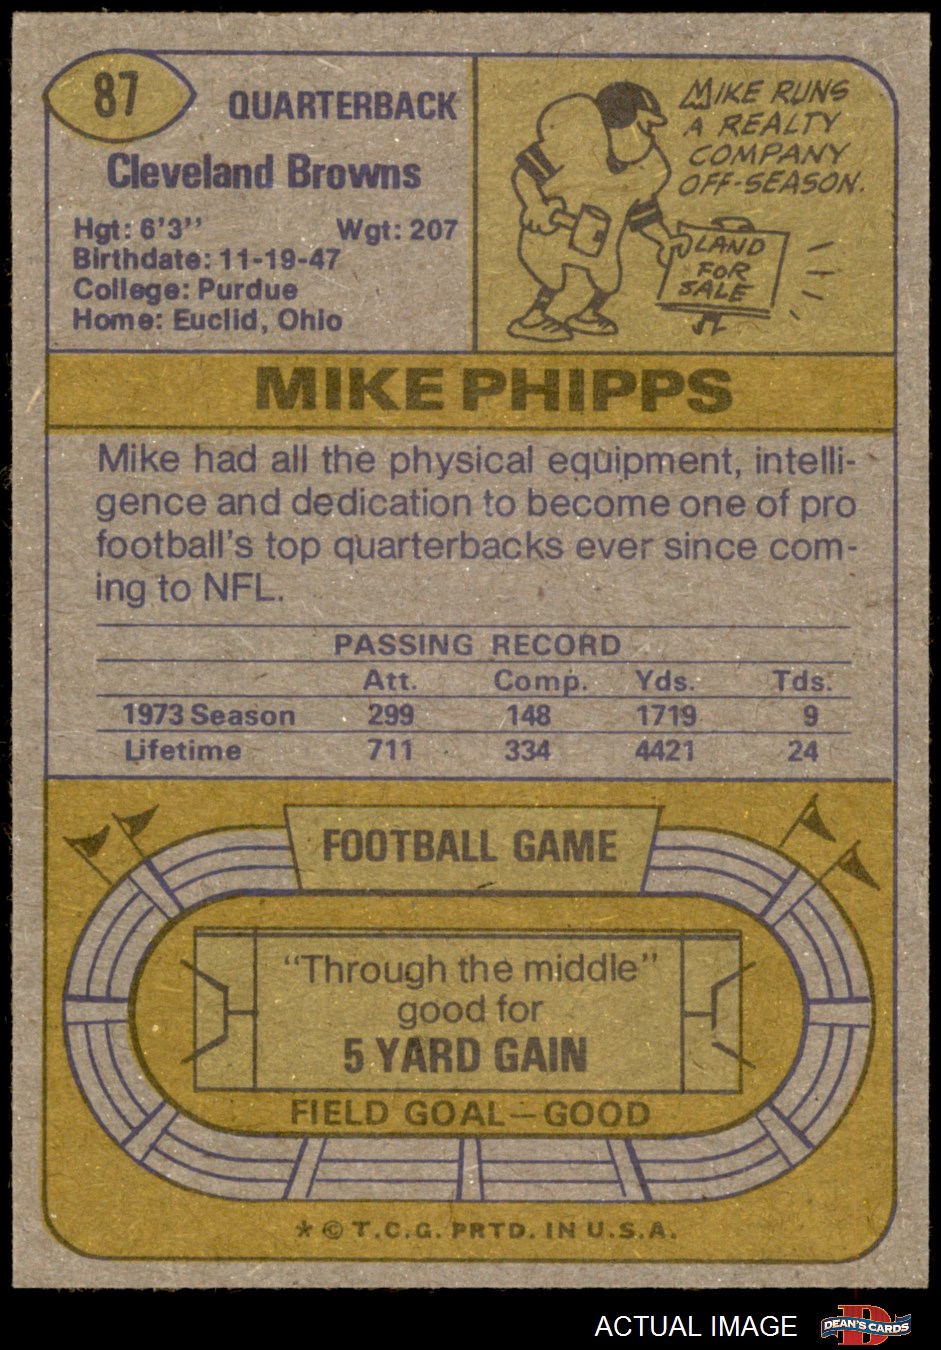 87
QUARTERBACK
Cleveland Browns
Hgt: 6'3'' Wgt: 207
Birthdate: 11-19-47
College: Purdue
Home: Euclid, Ohio
MIKE RUNS
A REALTY
COMPANY
OFF-SEASON.
LAND
FOR
SALE
MIKE PHIPPS
Mike had all the physical equipment, intelli-
gence and dedication to become one of pro
football's top quarterbacks ever since com-
ing to NFL.
PASSING RECORD
Att. Comp. Yds. Tds.
1973 Season 299 148 1719 9
Lifetime 711 334 4421 24
FOOTBALL GAME
"Through the middle"
good for
5 YARD GAIN
FIELD GOAL—GOOD
* © T.C.G. PRTD. IN U.S.A.
ACTUAL IMAGE
D
DEAN'S CARDS